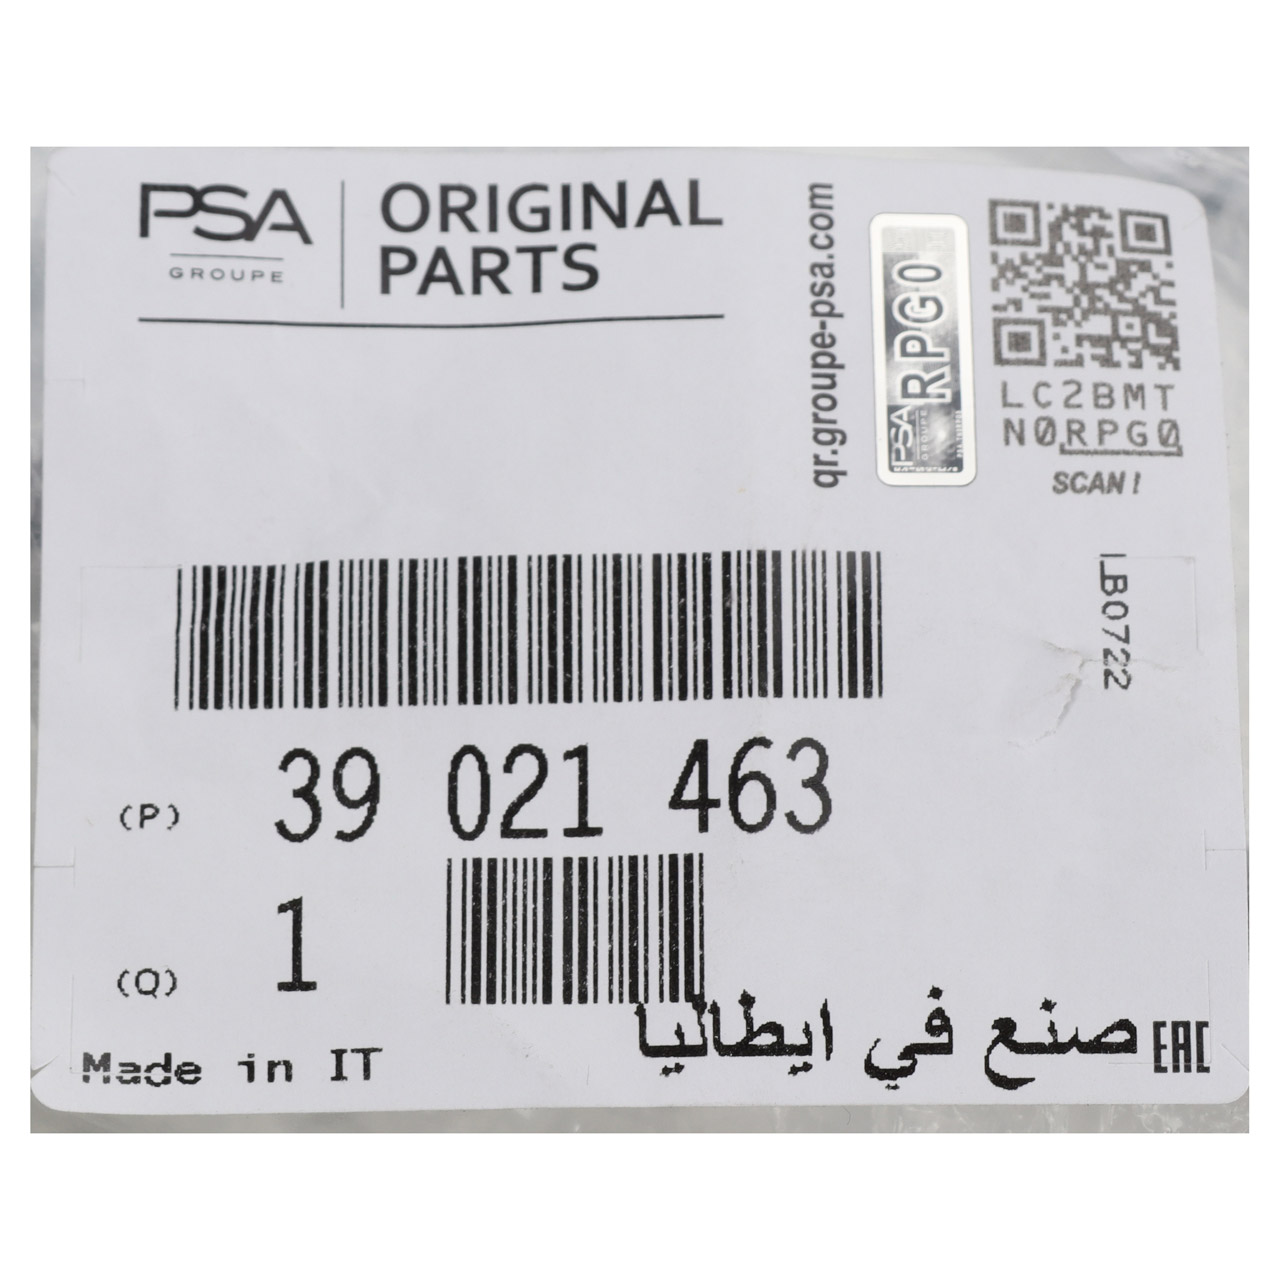 PSA
GROUPE
ORIGINAL
PARTS
qr.groupe-psa.com
RPG0
PSA
GROUPE
LC2BMT
N0RPG0
SCAN!
LB0722
(P) 39 021 463
(Q) 1
Made in IT
صنع في ايطاليا
EAC